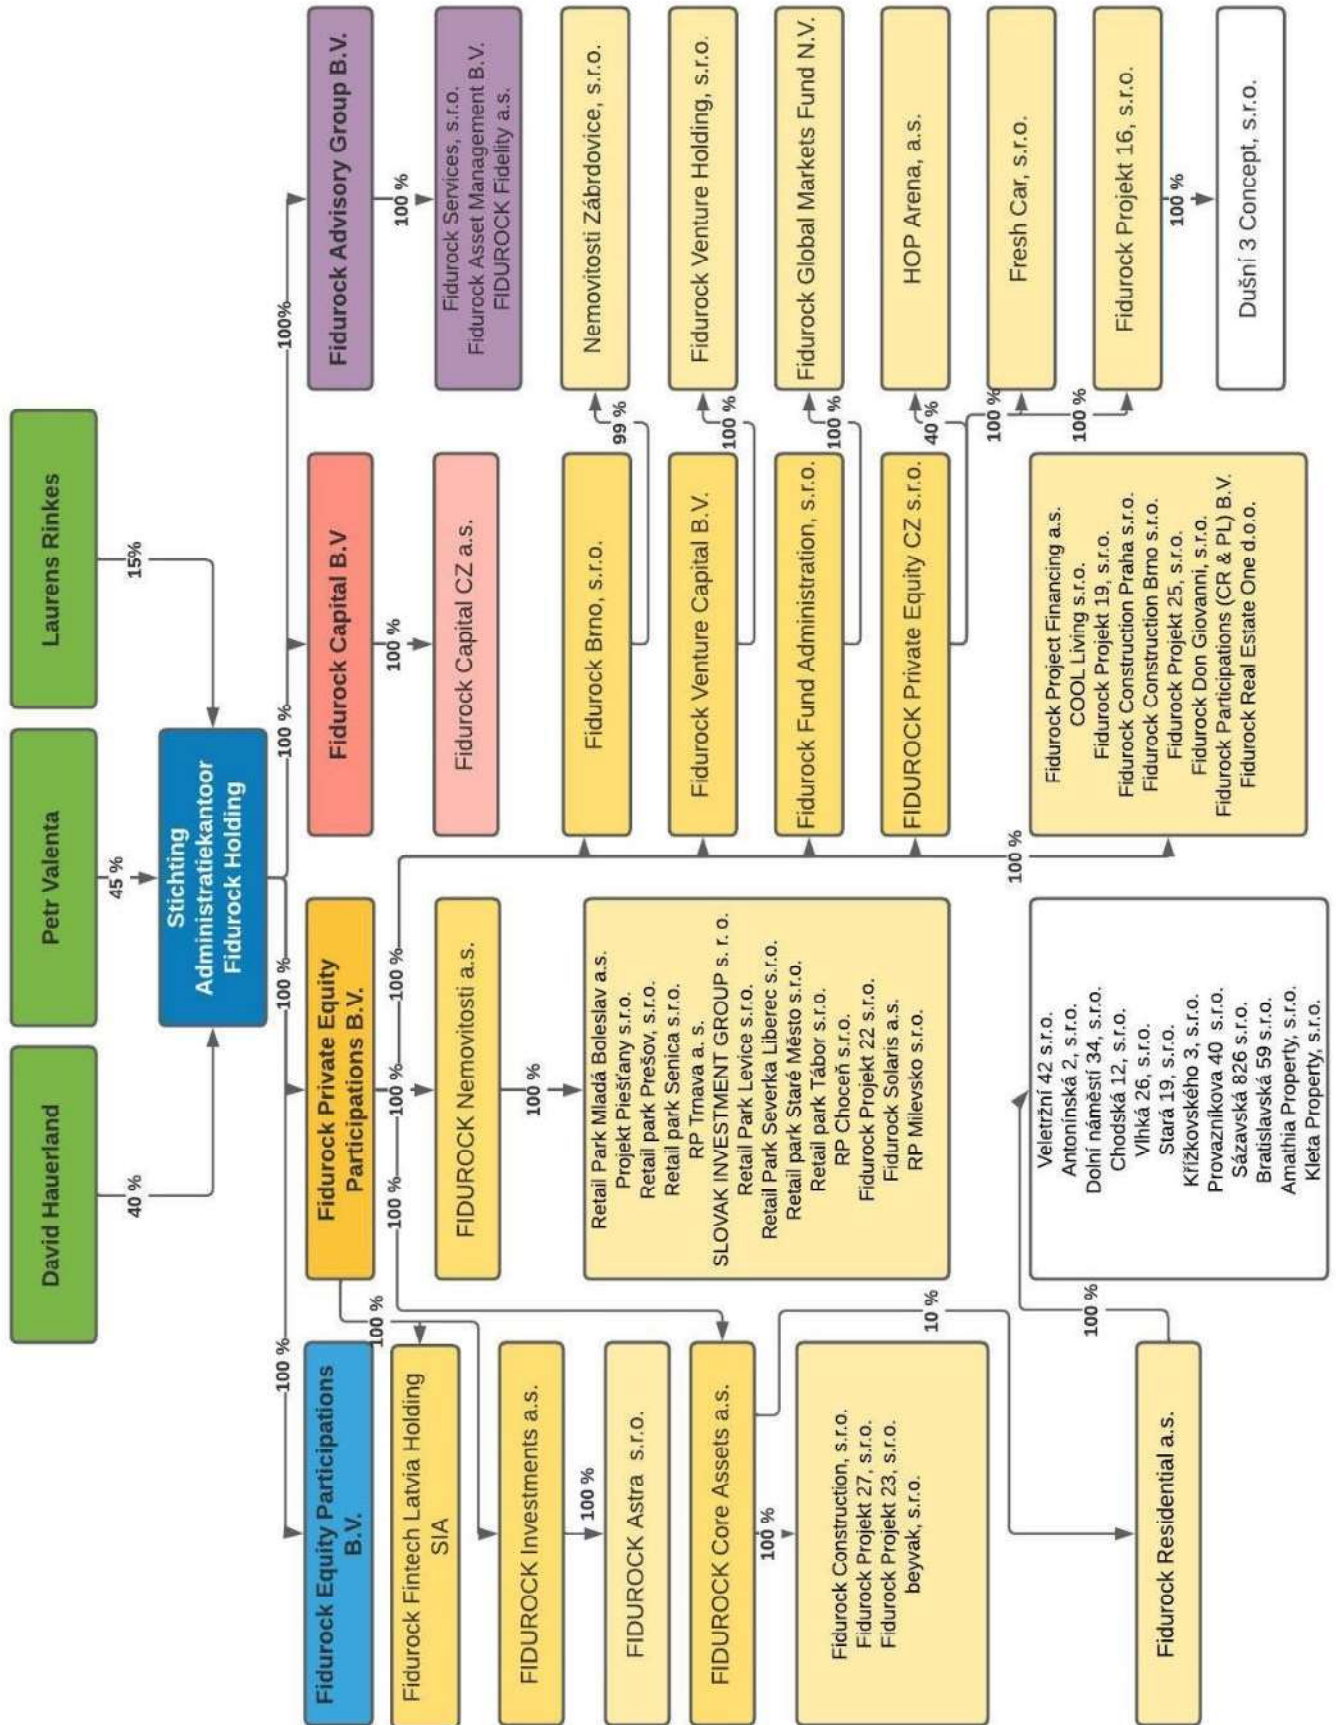 David Hauerland
Petr Valenta
Laurens Rinkes
40 %
45 %
15%
Stichting
Administratiekantoor
Fidurock Holding
100 %
100 %
100 %
100%
Fidurock Equity Participations
B.V.
Fidurock Private Equity
Participations B.V.
Fidurock Capital B.V
Fidurock Advisory Group B.V.
100 %
100 %
100 %
100 %
100 %
100 %
Fidurock Fintech Latvia Holding
SIA
FIDUROCK Nemovitosti a.s.
Fidurock Capital CZ a.s.
Fidurock Services, s.r.o.
Fidurock Asset Management B.V.
FIDUROCK Fidelity a.s.
FIDUROCK Investments a.s.
100 %
FIDUROCK Astra s.r.o.
FIDUROCK Core Assets a.s.
100 %
10 %
Fidurock Construction, s.r.o.
Fidurock Projekt 27, s.r.o.
Fidurock Projekt 23, s.r.o.
beyvak, s.r.o.
Fidurock Residential a.s.
100 %
100 %
Retail Park Mladá Boleslav a.s.
Projekt Piešťany s.r.o.
Retail park Prešov, s.r.o.
Retail park Senica s.r.o.
RP Trnava a. s.
SLOVAK INVESTMENT GROUP s. r. o.
Retail Park Levice s.r.o.
Retail Park Severka Liberec s.r.o.
Retail park Staré Město s.r.o.
Retail park Tábor s.r.o.
RP Choceň s.r.o.
Fidurock Projekt 22 s.r.o.
Fidurock Solaris a.s.
RP Milevsko s.r.o.
Veletržní 42 s.r.o.
Antonínská 2, s.r.o.
Dolní náměstí 34, s.r.o.
Chodská 12, s.r.o.
Vlhká 26, s.r.o.
Stará 19, s.r.o.
Křížkovského 3, s.r.o.
Provazníkova 40 s.r.o.
Sázavská 826 s.r.o.
Bratislavská 59 s.r.o.
Amathia Property, s.r.o.
Kleta Property, s.r.o.
Fidurock Brno, s.r.o.
99 %
Nemovitosti Zábrdovice, s.r.o.
Fidurock Venture Capital B.V.
100 %
Fidurock Venture Holding, s.r.o.
Fidurock Fund Administration, s.r.o.
100 %
Fidurock Global Markets Fund N.V.
FIDUROCK Private Equity CZ s.r.o.
40 %
HOP Arena, a.s.
100 %
Fresh Car, s.r.o.
100 %
Fidurock Projekt 16, s.r.o.
100 %
Dušní 3 Concept, s.r.o.
100 %
Fidurock Project Financing a.s.
COOL Living s.r.o.
Fidurock Projekt 19, s.r.o.
Fidurock Construction Praha s.r.o.
Fidurock Construction Brno s.r.o.
Fidurock Projekt 25, s.r.o.
Fidurock Don Giovanni, s.r.o.
Fidurock Participations (CR & PL) B.V.
Fidurock Real Estate One d.o.o.